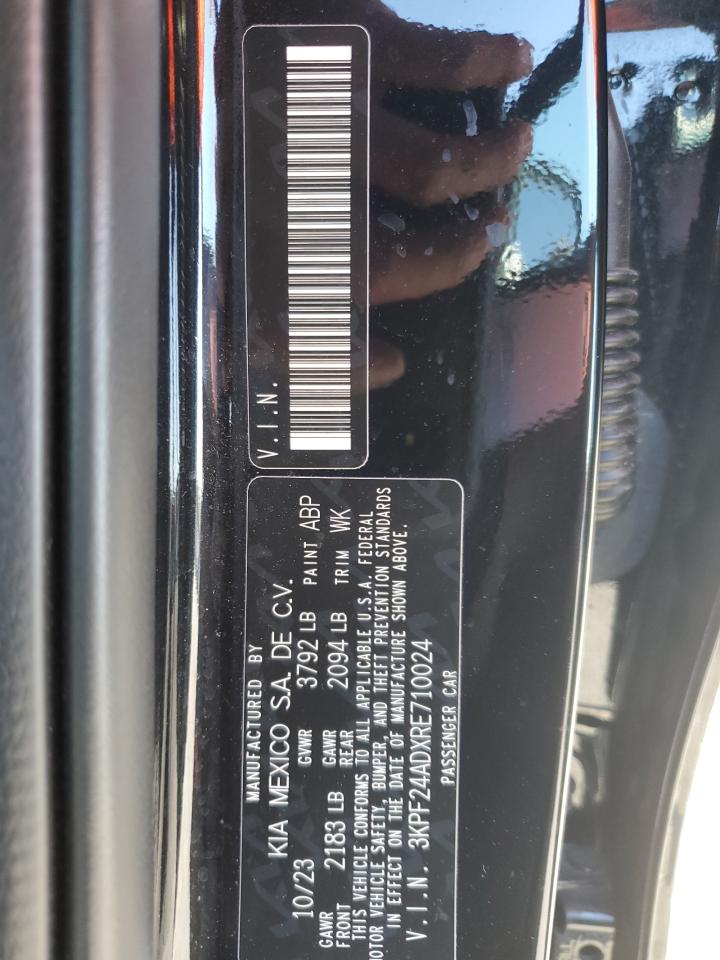 V.I.N.
MANUFACTURED BY
KIA MEXICO S.A. DE C.V.
10/23 GVWR 3792 LB PAINT ABP
GAWR FRONT 2183 LB GAWR REAR 2094 LB TRIM WK
THIS VEHICLE CONFORMS TO ALL APPLICABLE U.S.A. FEDERAL
MOTOR VEHICLE SAFETY, BUMPER, AND THEFT PREVENTION STANDARDS
IN EFFECT ON THE DATE OF MANUFACTURE SHOWN ABOVE.
V.I.N. 3KPF24ADXRE710024
PASSENGER CAR